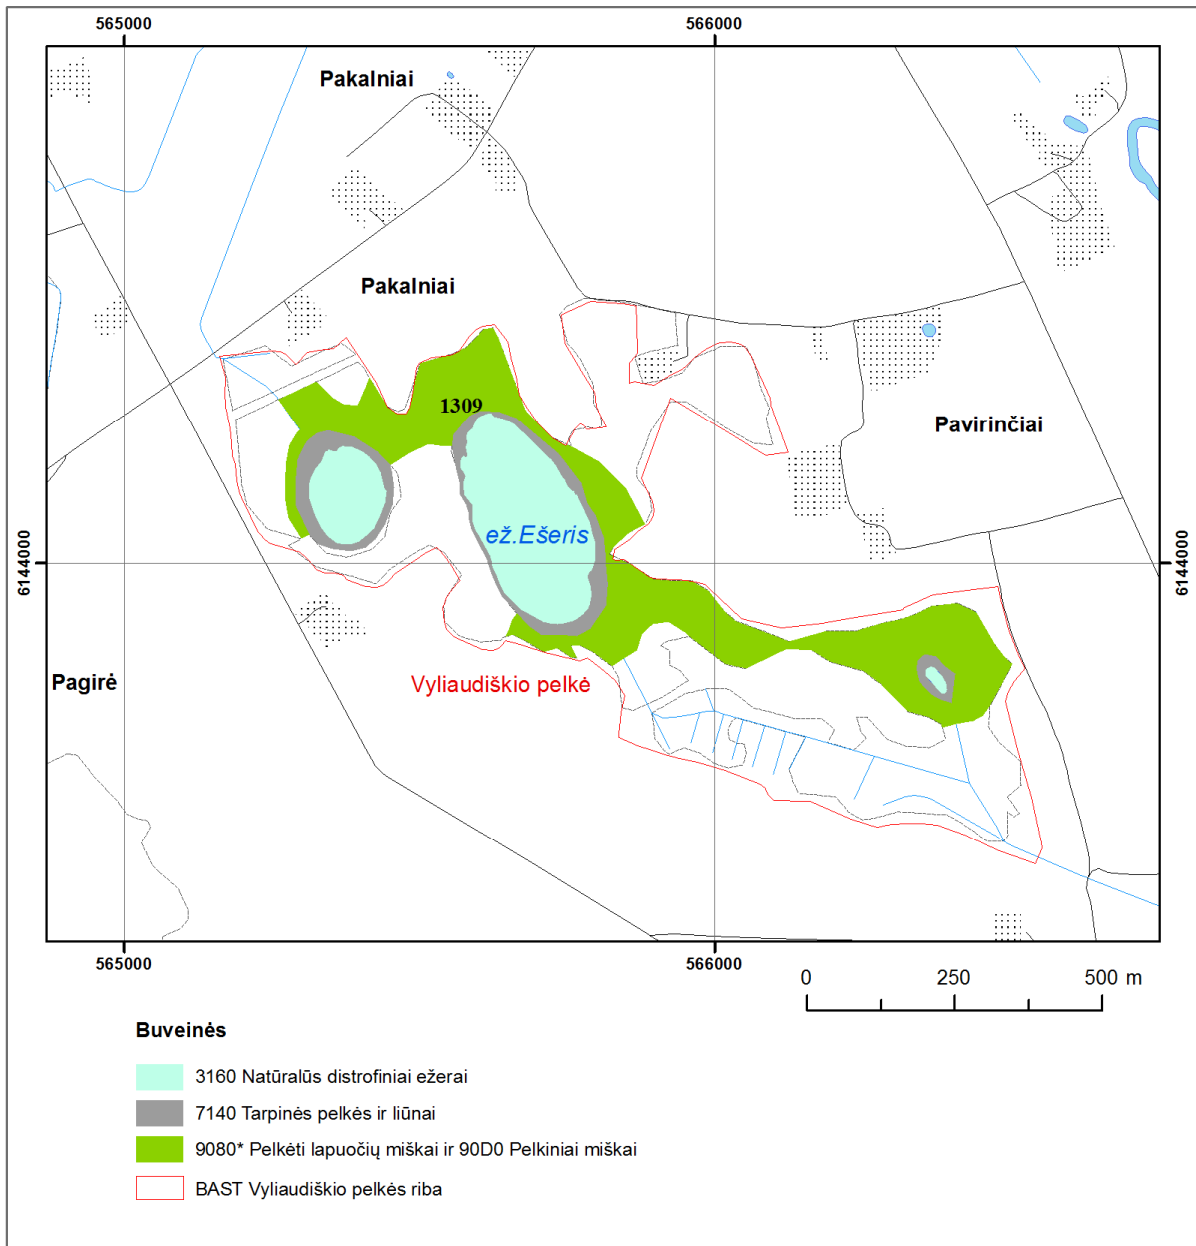 565000 566000
Pakalniai
Pakalniai
1309
Pavirinčiai
ež.Ešeris
6144000 6144000
Pagirė
Vyliaudiškio pelkė
565000 566000
0 250 500 m
Buveinės
3160 Natūralūs distrofiniai ežerai
7140 Tarpinės pelkės ir liūnai
9080* Pelkėti lapuočių miškai ir 90D0 Pelkiniai miškai
BAST Vyliaudiškio pelkės riba